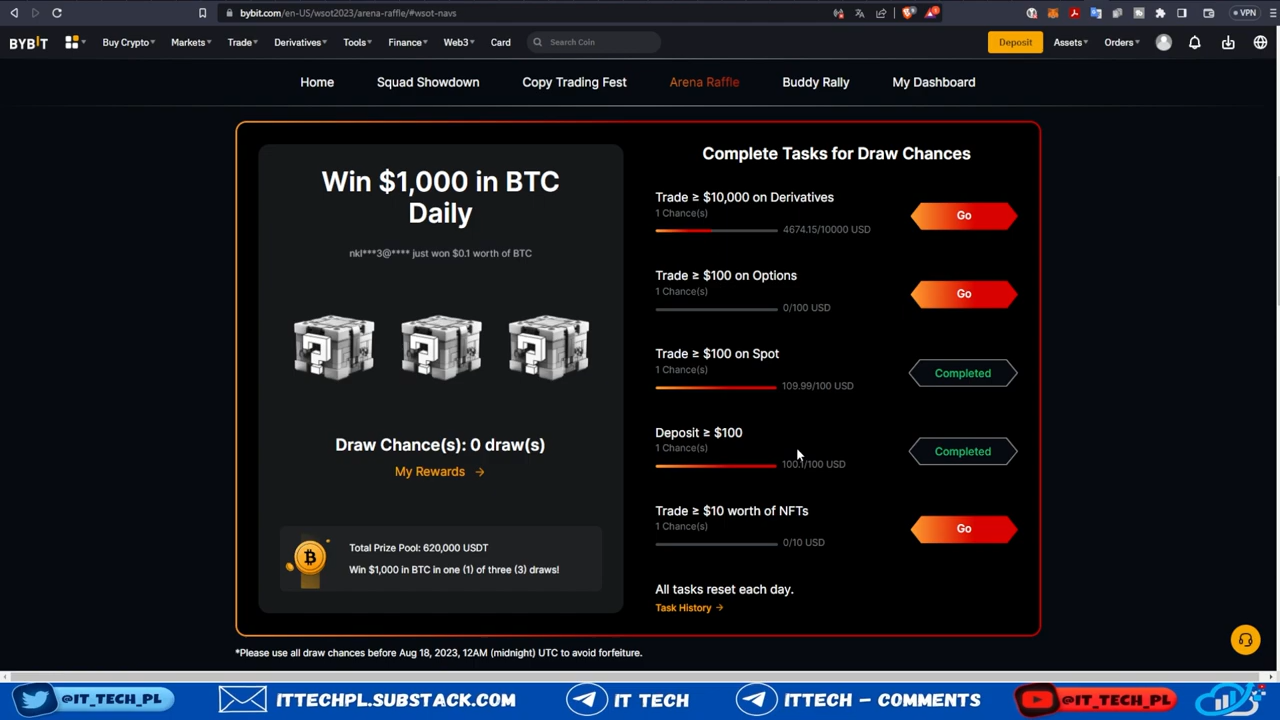 bybit.com/en-US/wsot2023/arena-raffle/#wsot-navs
VPN
BYBIT
Buy Crypto
Markets
Trade
Derivatives
Tools
Finance
Web3
Card
Search Coin
Deposit
Assets
Orders
Home
Squad Showdown
Copy Trading Fest
Arena Raffle
Buddy Rally
My Dashboard
Win $1,000 in BTC
Daily
nkl***3@**** just won $0.1 worth of BTC
Draw Chance(s): 0 draw(s)
My Rewards →
Total Prize Pool: 620,000 USDT
Win $1,000 in BTC in one (1) of three (3) draws!
Complete Tasks for Draw Chances
Trade ≥ $10,000 on Derivatives
1 Chance(s)
4674.15/10000 USD
Go
Trade ≥ $100 on Options
1 Chance(s)
0/100 USD
Go
Trade ≥ $100 on Spot
1 Chance(s)
109.99/100 USD
Completed
Deposit ≥ $100
1 Chance(s)
100.1/100 USD
Completed
Trade ≥ $10 worth of NFTs
1 Chance(s)
0/10 USD
Go
All tasks reset each day.
Task History →
*Please use all draw chances before Aug 18, 2023, 12AM (midnight) UTC to avoid forfeiture.
@IT_TECH_PL
ITTECHPL.SUBSTACK.COM
IT TECH
ITTECH – COMMENTS
@IT_TECH_PL